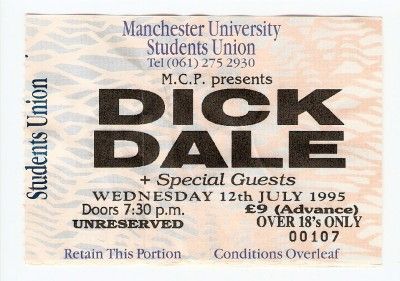 Manchester University
Students Union
Tel (061) 275 2930
M.C.P. presents
DICK
DALE
+ Special Guests
WEDNESDAY 12th JULY 1995
Doors 7:30 p.m. £9 (Advance)
UNRESERVED OVER 18's ONLY
00107
Retain This Portion Conditions Overleaf
Students Union